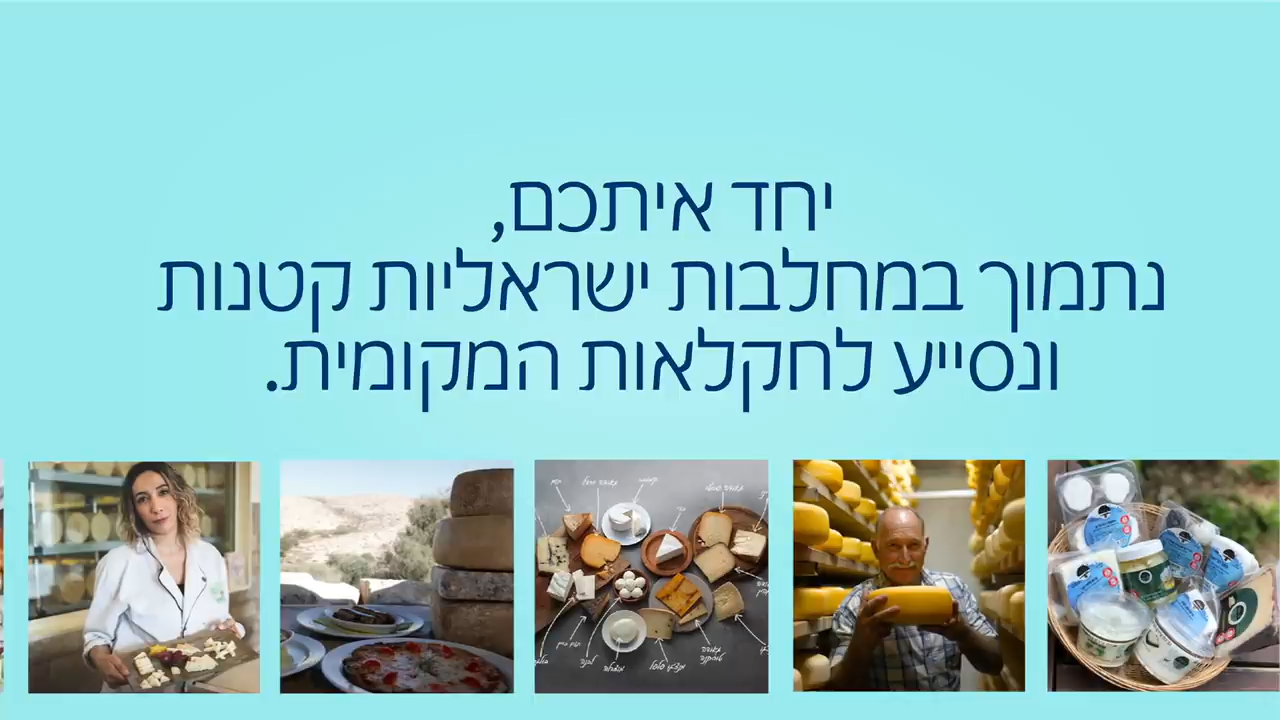 יחד איתכם,
נתמוך במחלבות ישראליות קטנות
ונסייע לחקלאות המקומית.